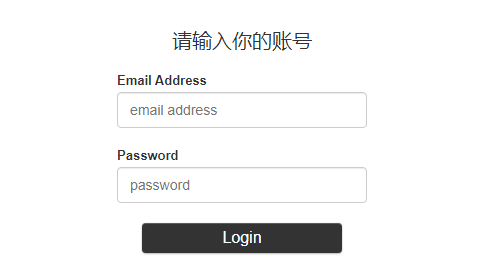 请输入你的账号
Email Address
email address
Password
password
Login